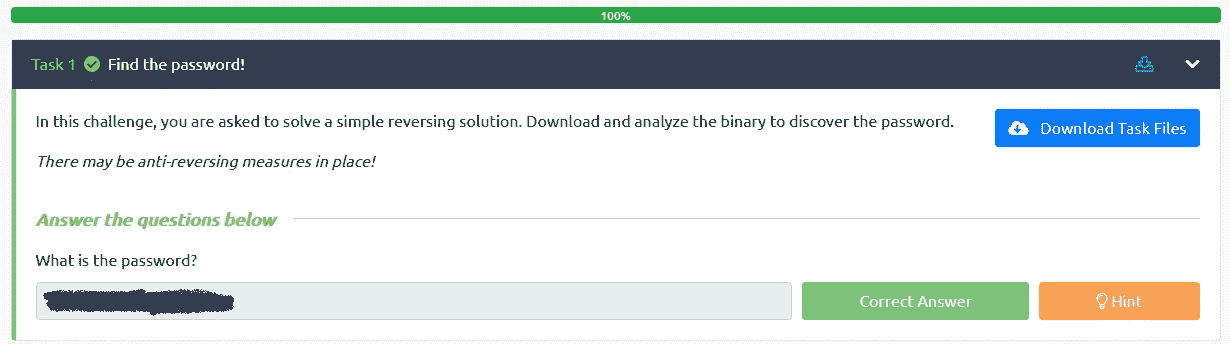 100%
Task 1 Find the password!
In this challenge, you are asked to solve a simple reversing solution. Download and analyze the binary to discover the password.
Download Task Files
There may be anti-reversing measures in place!
Answer the questions below
What is the password?
Correct Answer
Hint